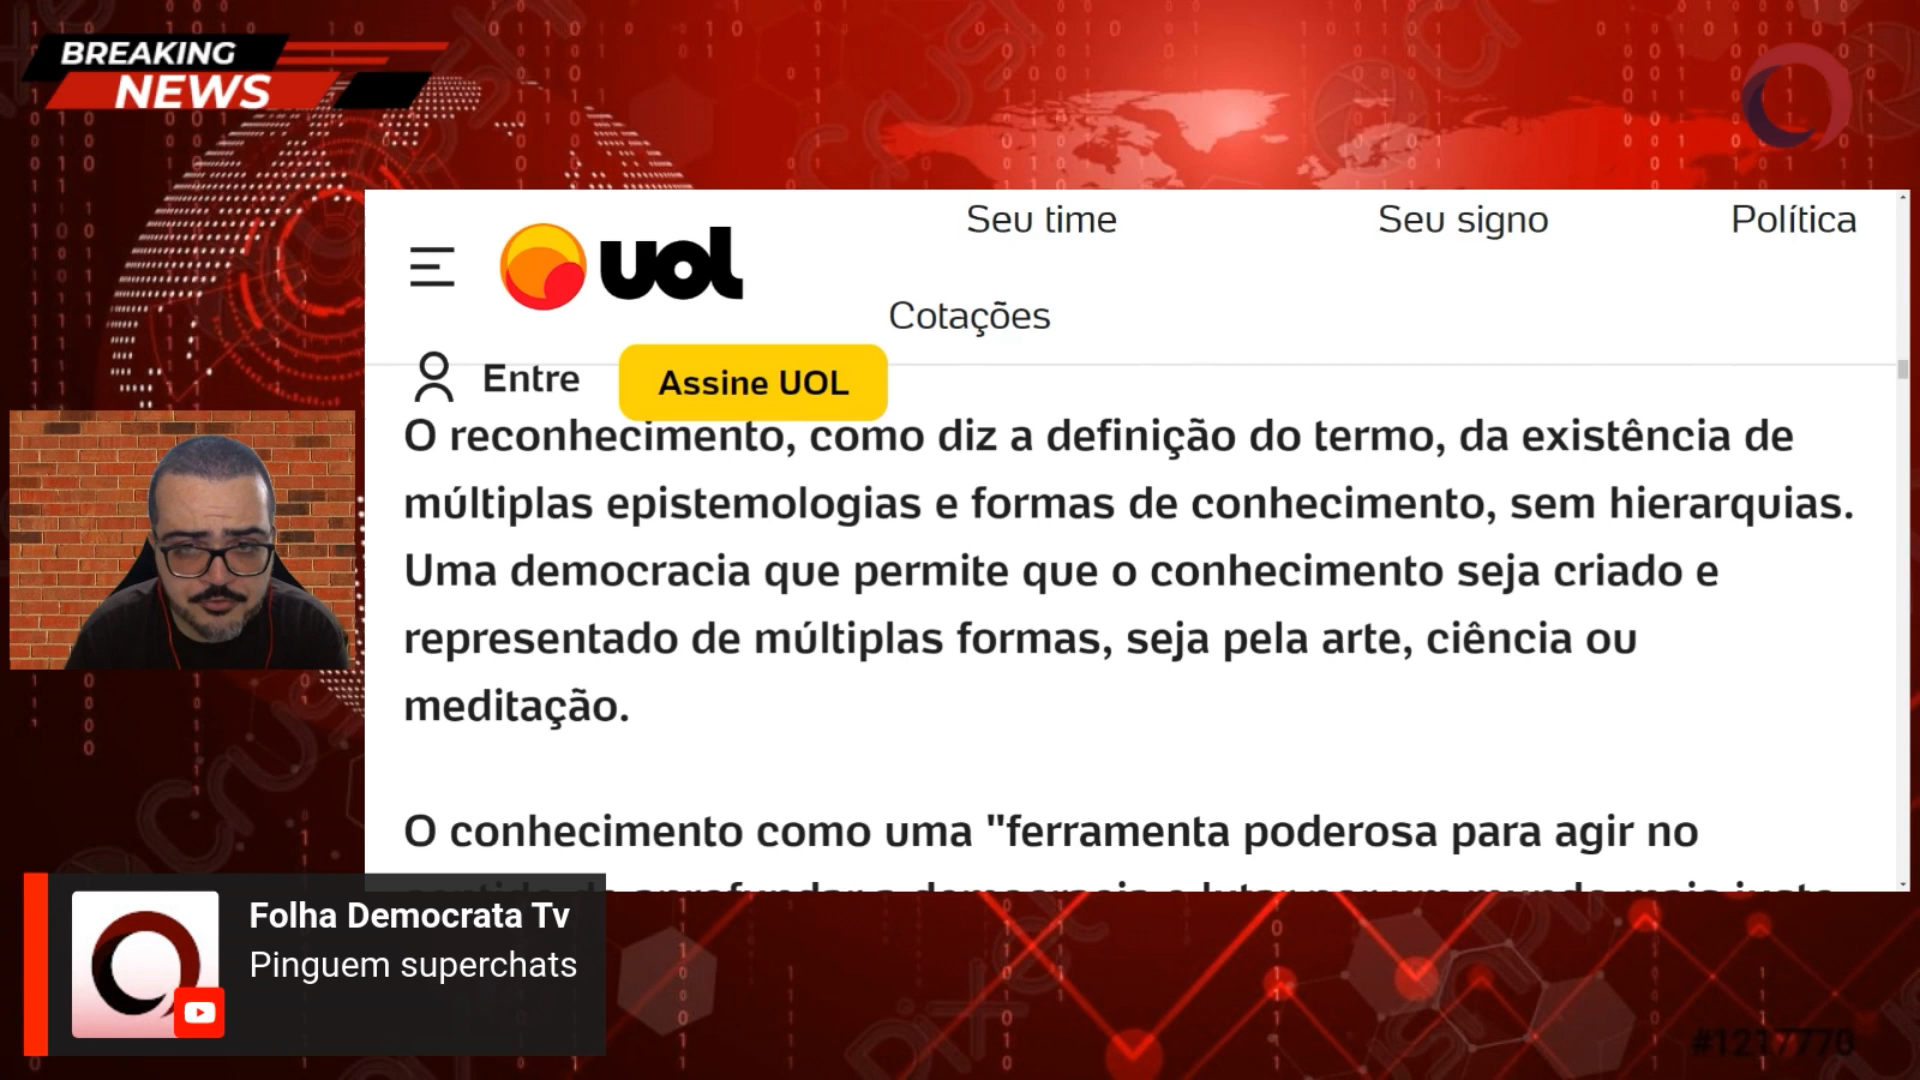 BREAKING
NEWS
uol
Seu time
Seu signo
Política
Cotações
Entre
Assine UOL
O reconhecimento, como diz a definição do termo, da existência de
múltiplas epistemologias e formas de conhecimento, sem hierarquias.
Uma democracia que permite que o conhecimento seja criado e
representado de múltiplas formas, seja pela arte, ciência ou
meditação.
O conhecimento como uma "ferramenta poderosa para agir no
Folha Democrata Tv
Pinguem superchats
#1217770